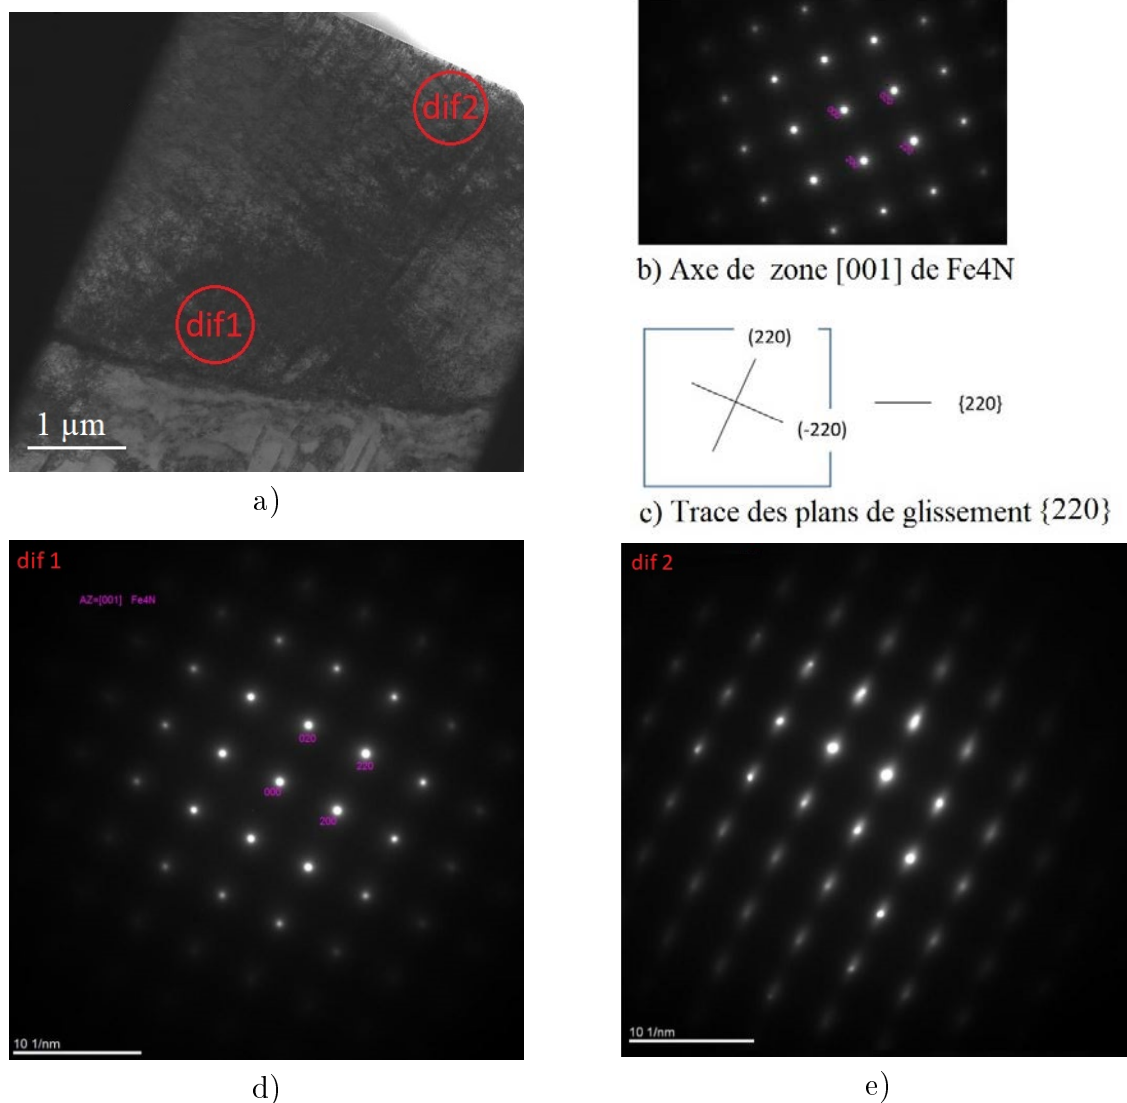 dif2
dif1
1 µm
a)
b) Axe de zone [001] de Fe4N
(220)
{220}
(-220)
c) Trace des plans de glissement {220}
dif 1
AZ=[001] Fe4N
020
220
000
200
10 1/nm
d)
dif 2
10 1/nm
e)